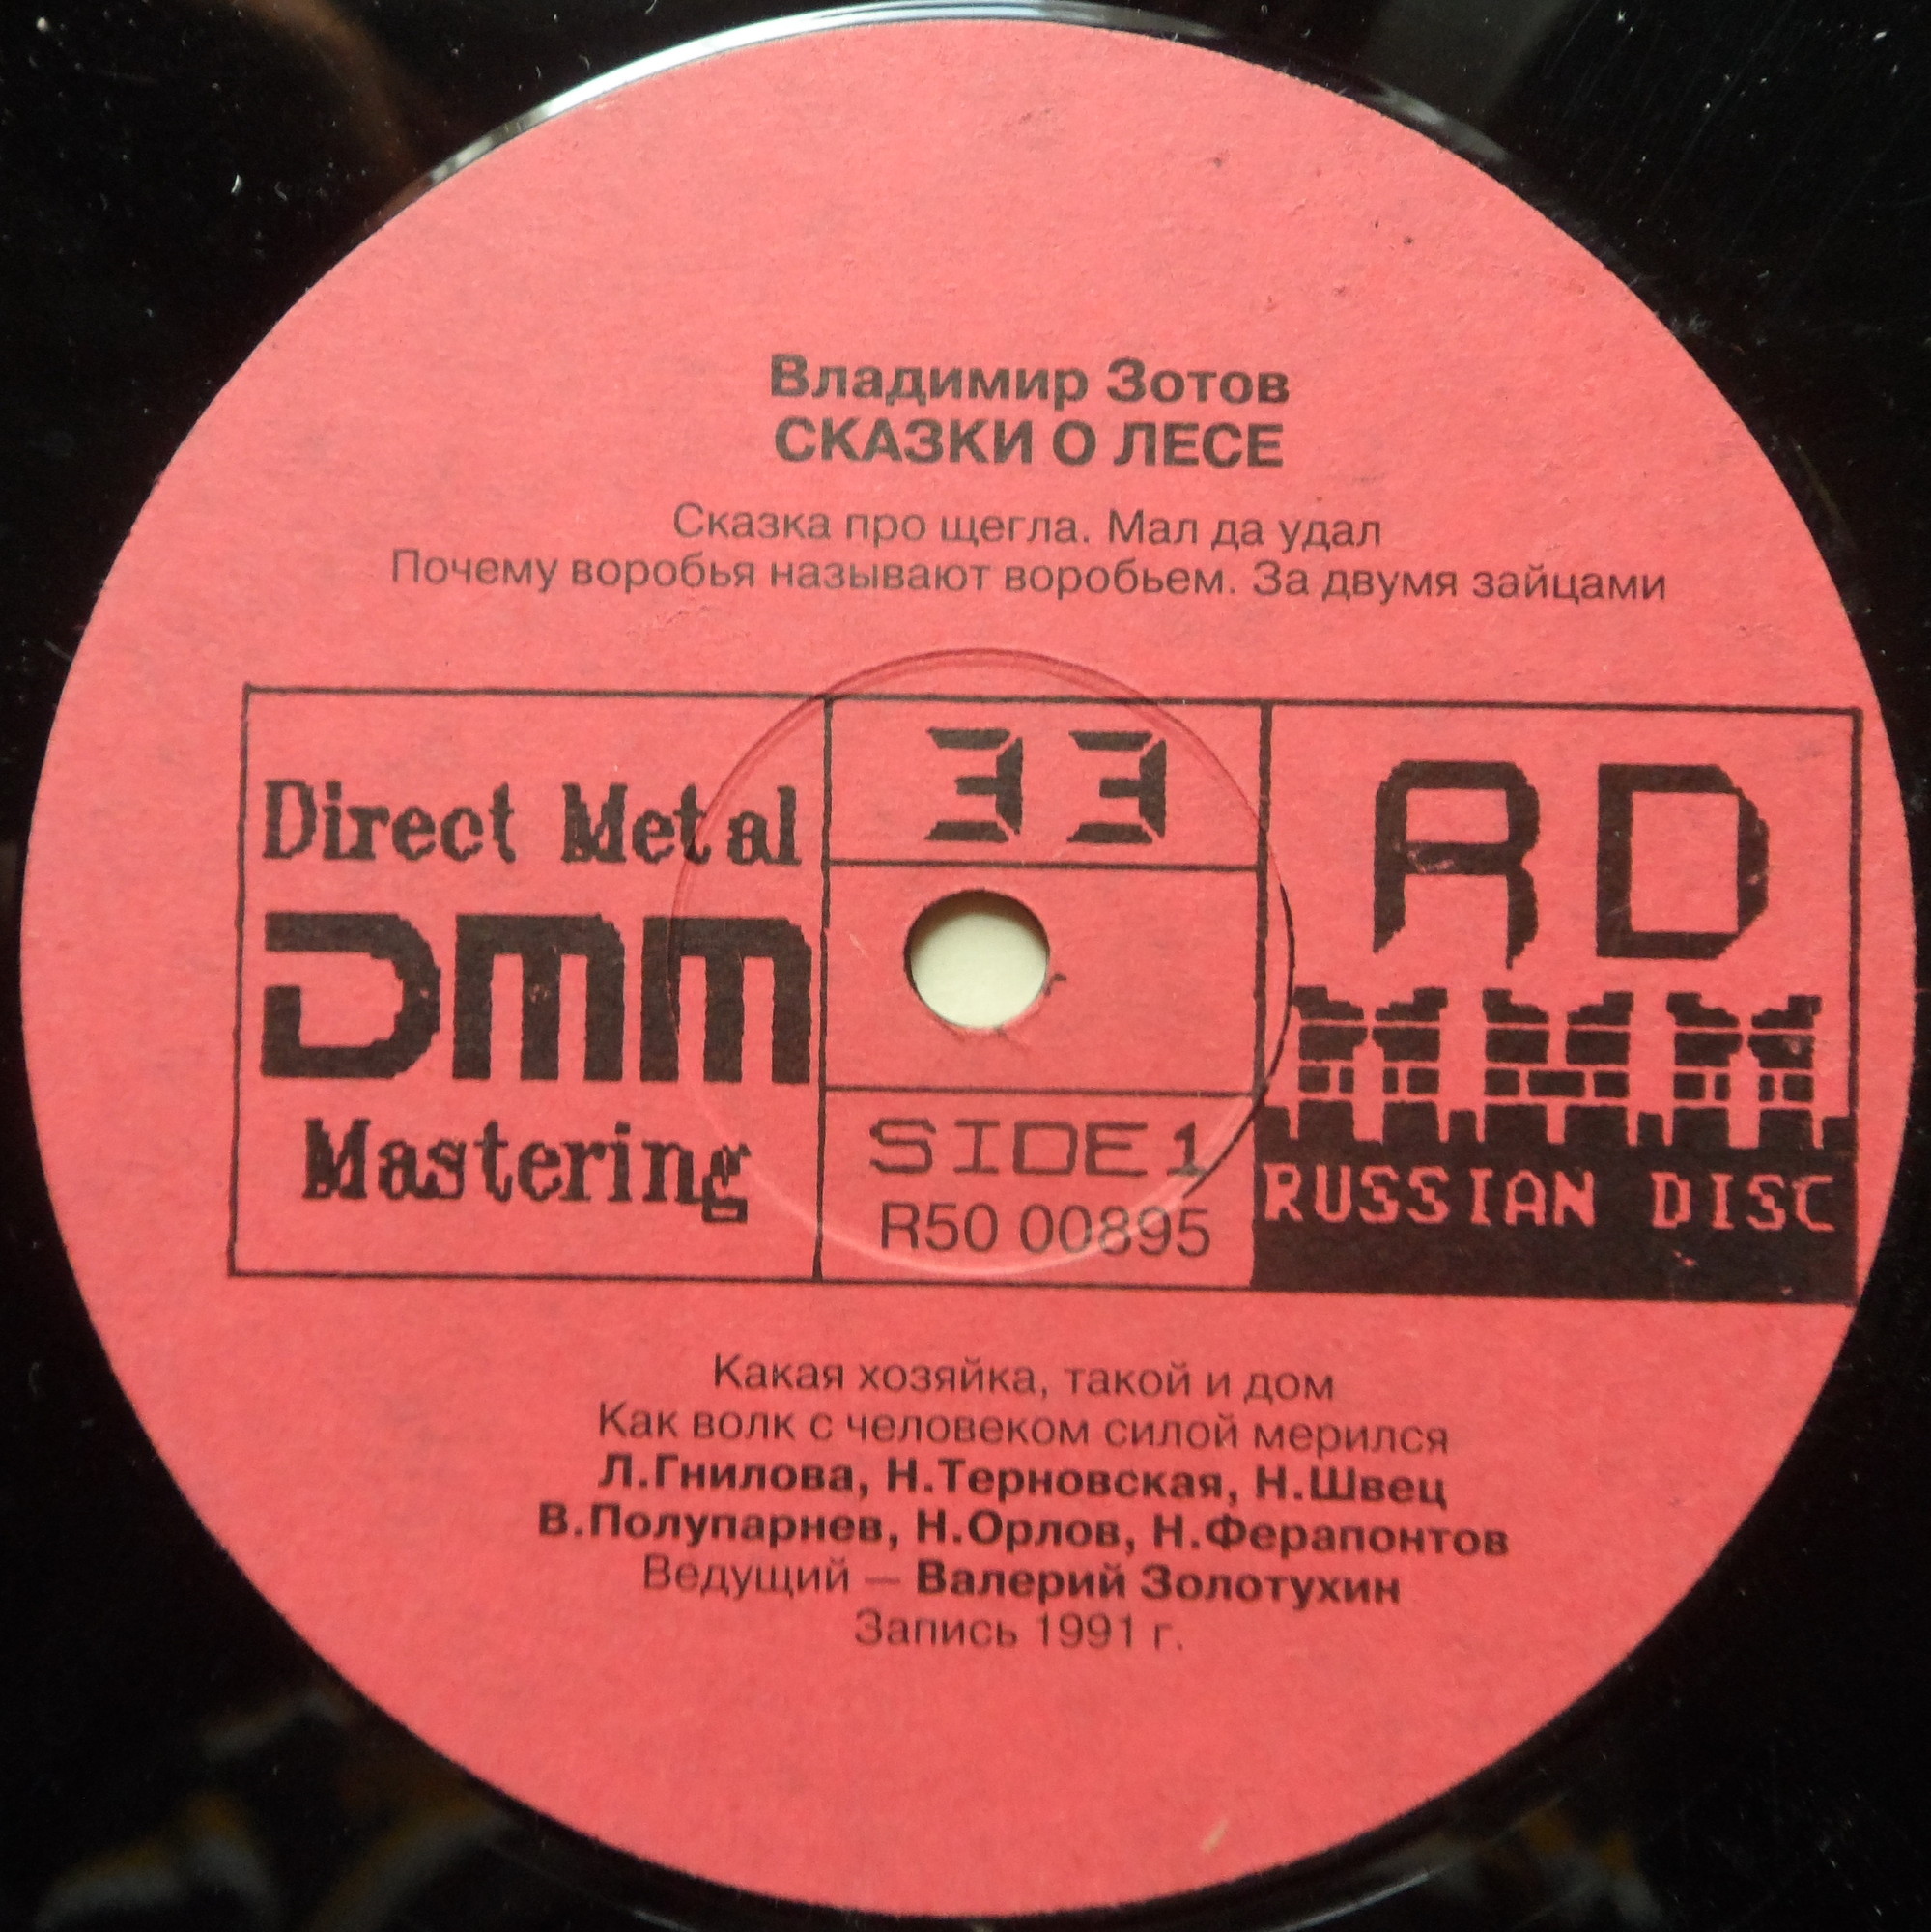 Владимир Зотов
СКАЗКИ О ЛЕСЕ
Сказка про щегла. Мал да удал
Почему воробья называют воробьем. За двумя зайцами
Direct Metal
DMM
Mastering
33
SIDE 1
R50 00895
RD
RUSSIAN DISC
Какая хозяйка, такой и дом
Как волк с человеком силой мерился
Л.Гнилова, Н.Терновская, Н.Швец
В.Полупарнев, Н.Орлов, Н.Ферапонтов
Ведущий — Валерий Золотухин
Запись 1991 г.